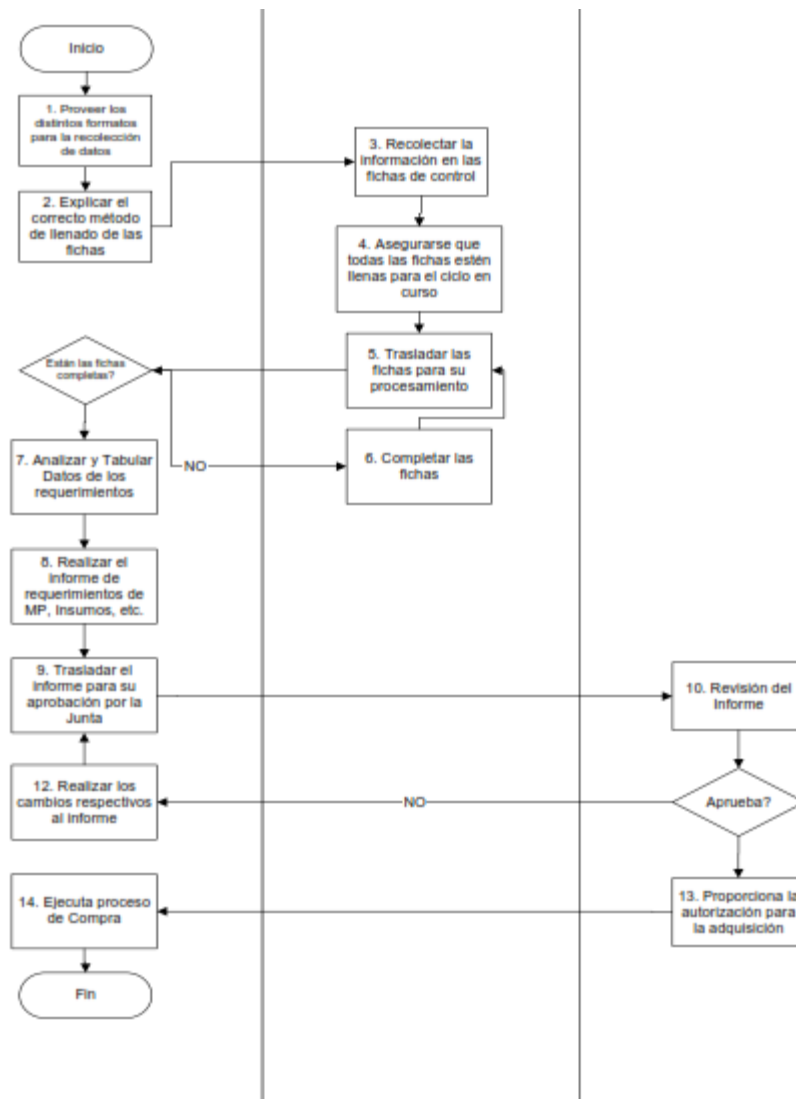 Inicio
1. Proveer los
distintos formatos
para la recolección
de datos
2. Explicar el
correcto método
de llenado de las
fichas
3. Recolectar la
información en las
fichas de control
4. Asegurarse que
todas las fichas estén
llenas para el ciclo en
curso
Están las fichas
completas?
5. Trasladar las
fichas para su
procesamiento
7. Analizar y Tabular
Datos de los
requerimientos
NO
6. Completar las
fichas
8. Realizar el
informe de
requerimientos de
MP, Insumos, etc.
9. Trasladar el
informe para su
aprobación por la
Junta
10. Revisión del
Informe
12. Realizar los
cambios respectivos
al informe
NO
Aprueba?
14. Ejecuta proceso
de Compra
13. Proporciona la
autorización para
la adquisición
Fin